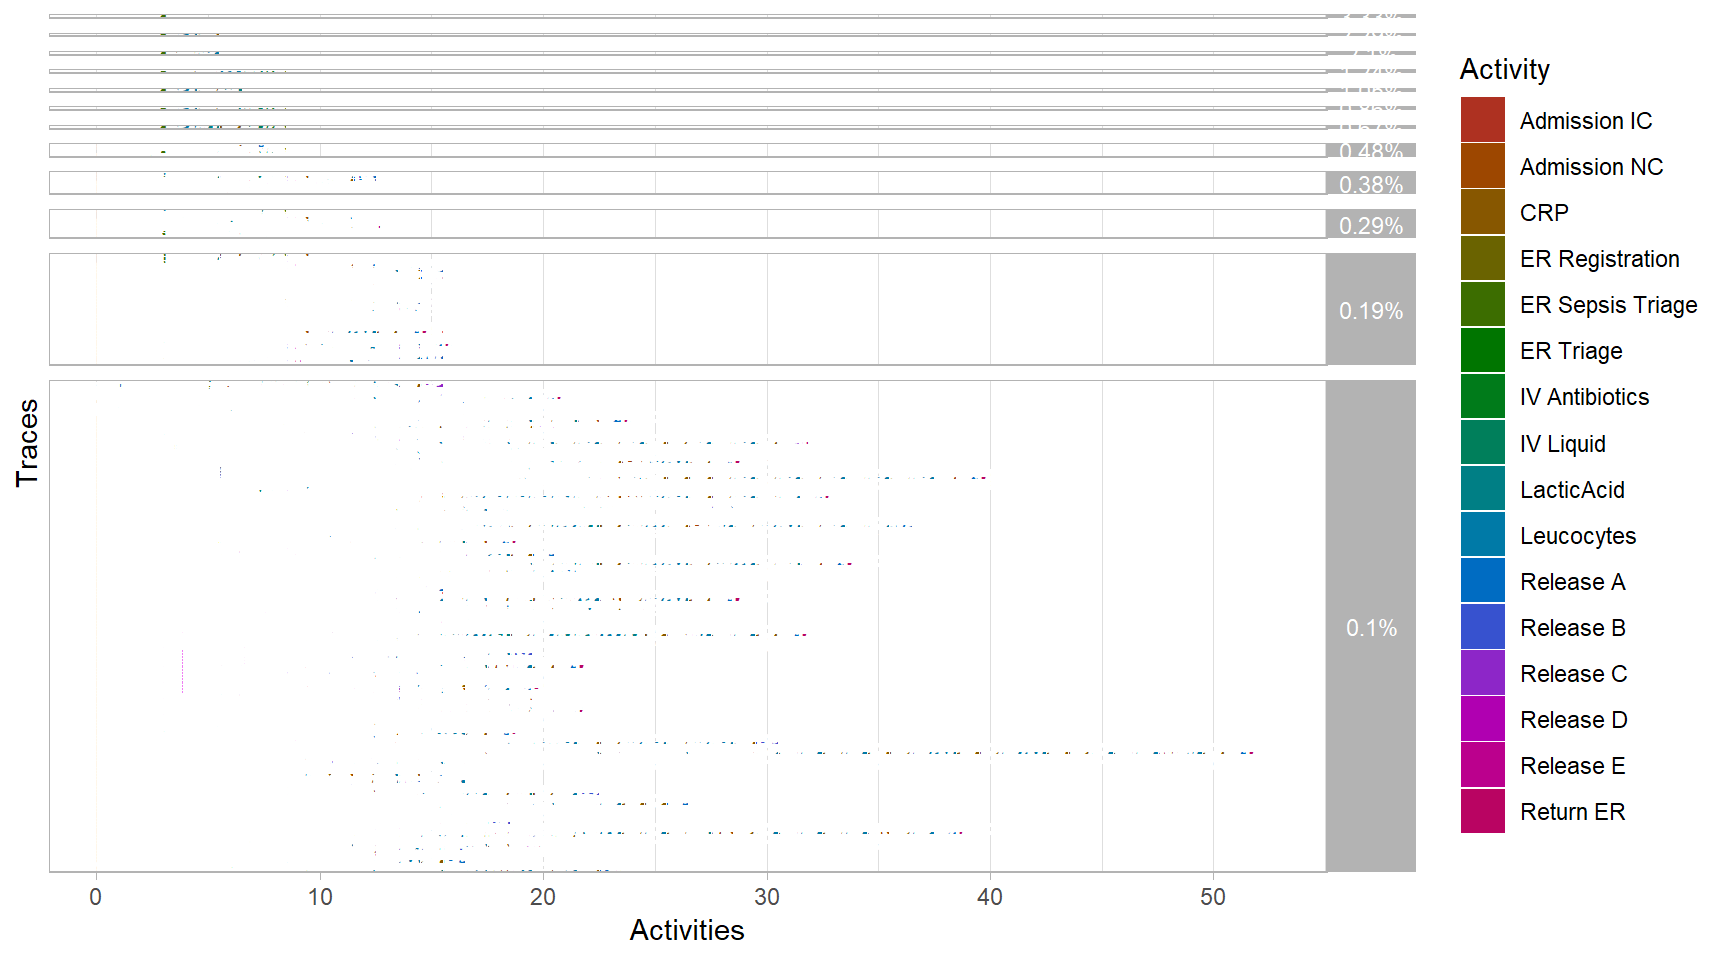 0.48%
0.38%
0.29%
0.19%
0.1%
Traces
0 10 20 30 40 50
Activities
Activity
Admission IC
Admission NC
CRP
ER Registration
ER Sepsis Triage
ER Triage
IV Antibiotics
IV Liquid
LacticAcid
Leucocytes
Release A
Release B
Release C
Release D
Release E
Return ER